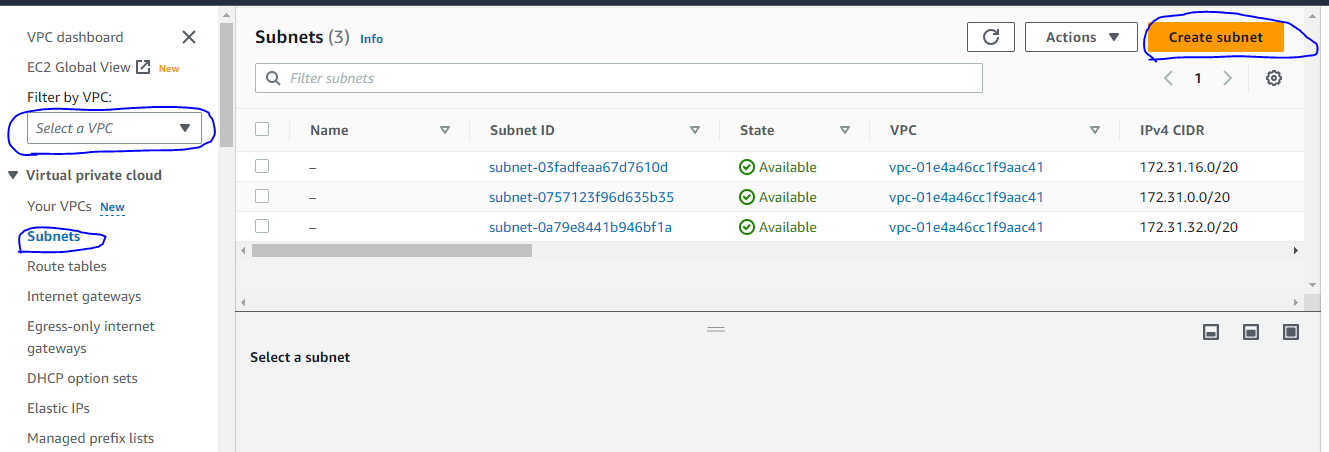 VPC dashboard
EC2 Global View New
Filter by VPC:
Select a VPC
Virtual private cloud
Your VPCs New
Subnets
Route tables
Internet gateways
Egress-only internet
gateways
DHCP option sets
Elastic IPs
Managed prefix lists
Subnets (3) Info
Actions
Create subnet
Filter subnets
1
Name Subnet ID State VPC IPv4 CIDR
– subnet-03fadfeaa67d7610d Available vpc-01e4a46cc1f9aac41 172.31.16.0/20
– subnet-0757123f96d635b35 Available vpc-01e4a46cc1f9aac41 172.31.0.0/20
– subnet-0a79e8441b946bf1a Available vpc-01e4a46cc1f9aac41 172.31.32.0/20
Select a subnet